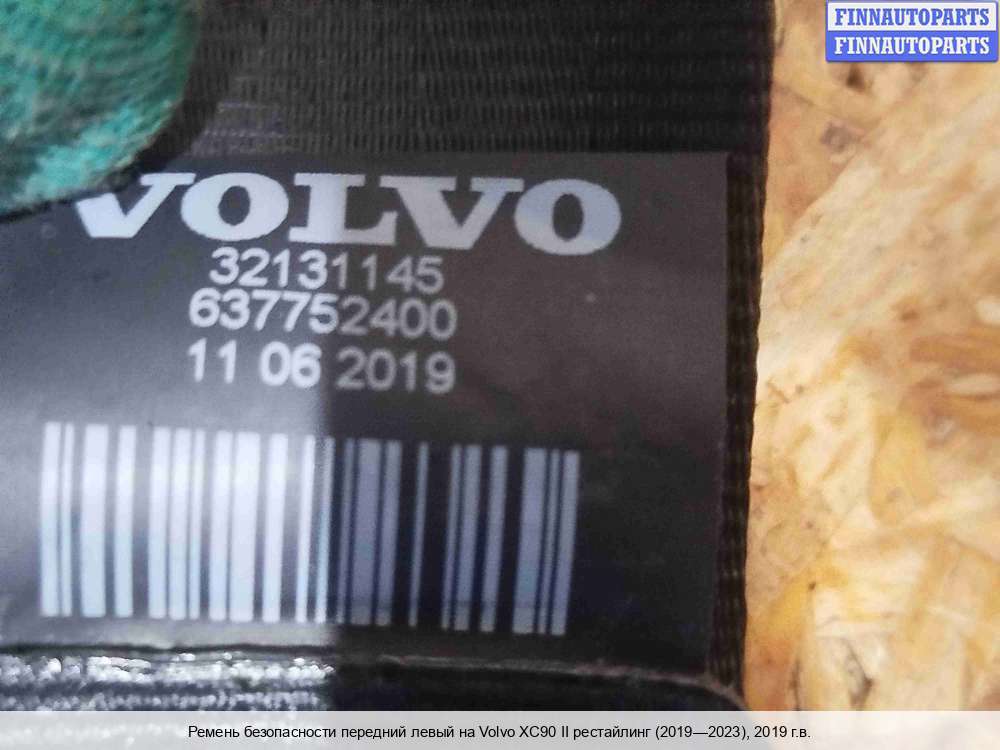 FINNAUTOPARTS
FINNAUTOPARTS
VOLVO
32131145
637752400
11 06 2019
Ремень безопасности передний левый на Volvo XC90 II рестайлинг (2019—2023), 2019 г.в.